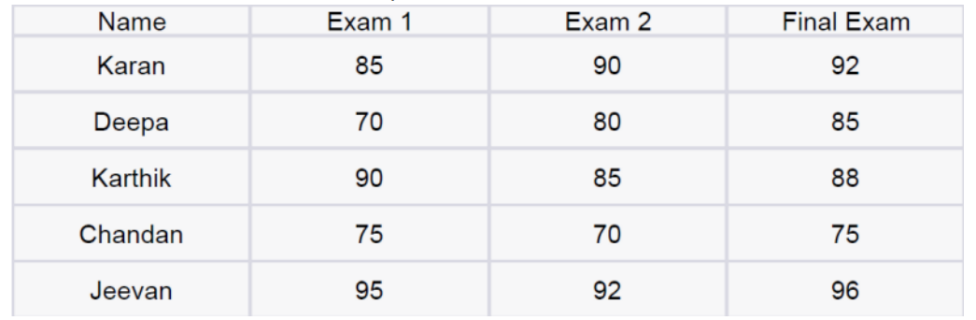 Name Exam 1 Exam 2 Final Exam
Karan 85 90 92
Deepa 70 80 85
Karthik 90 85 88
Chandan 75 70 75
Jeevan 95 92 96